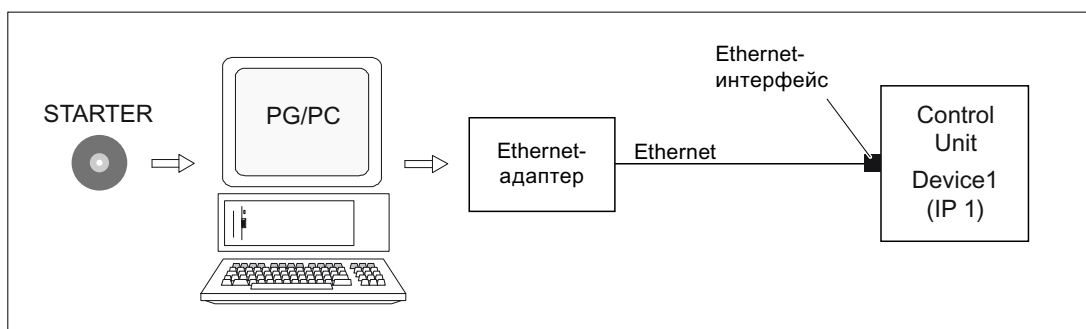 STARTER
PG/PC
Ethernet-
адаптер
Ethernet
Ethernet-
интерфейс
Control
Unit
Device1
(IP 1)